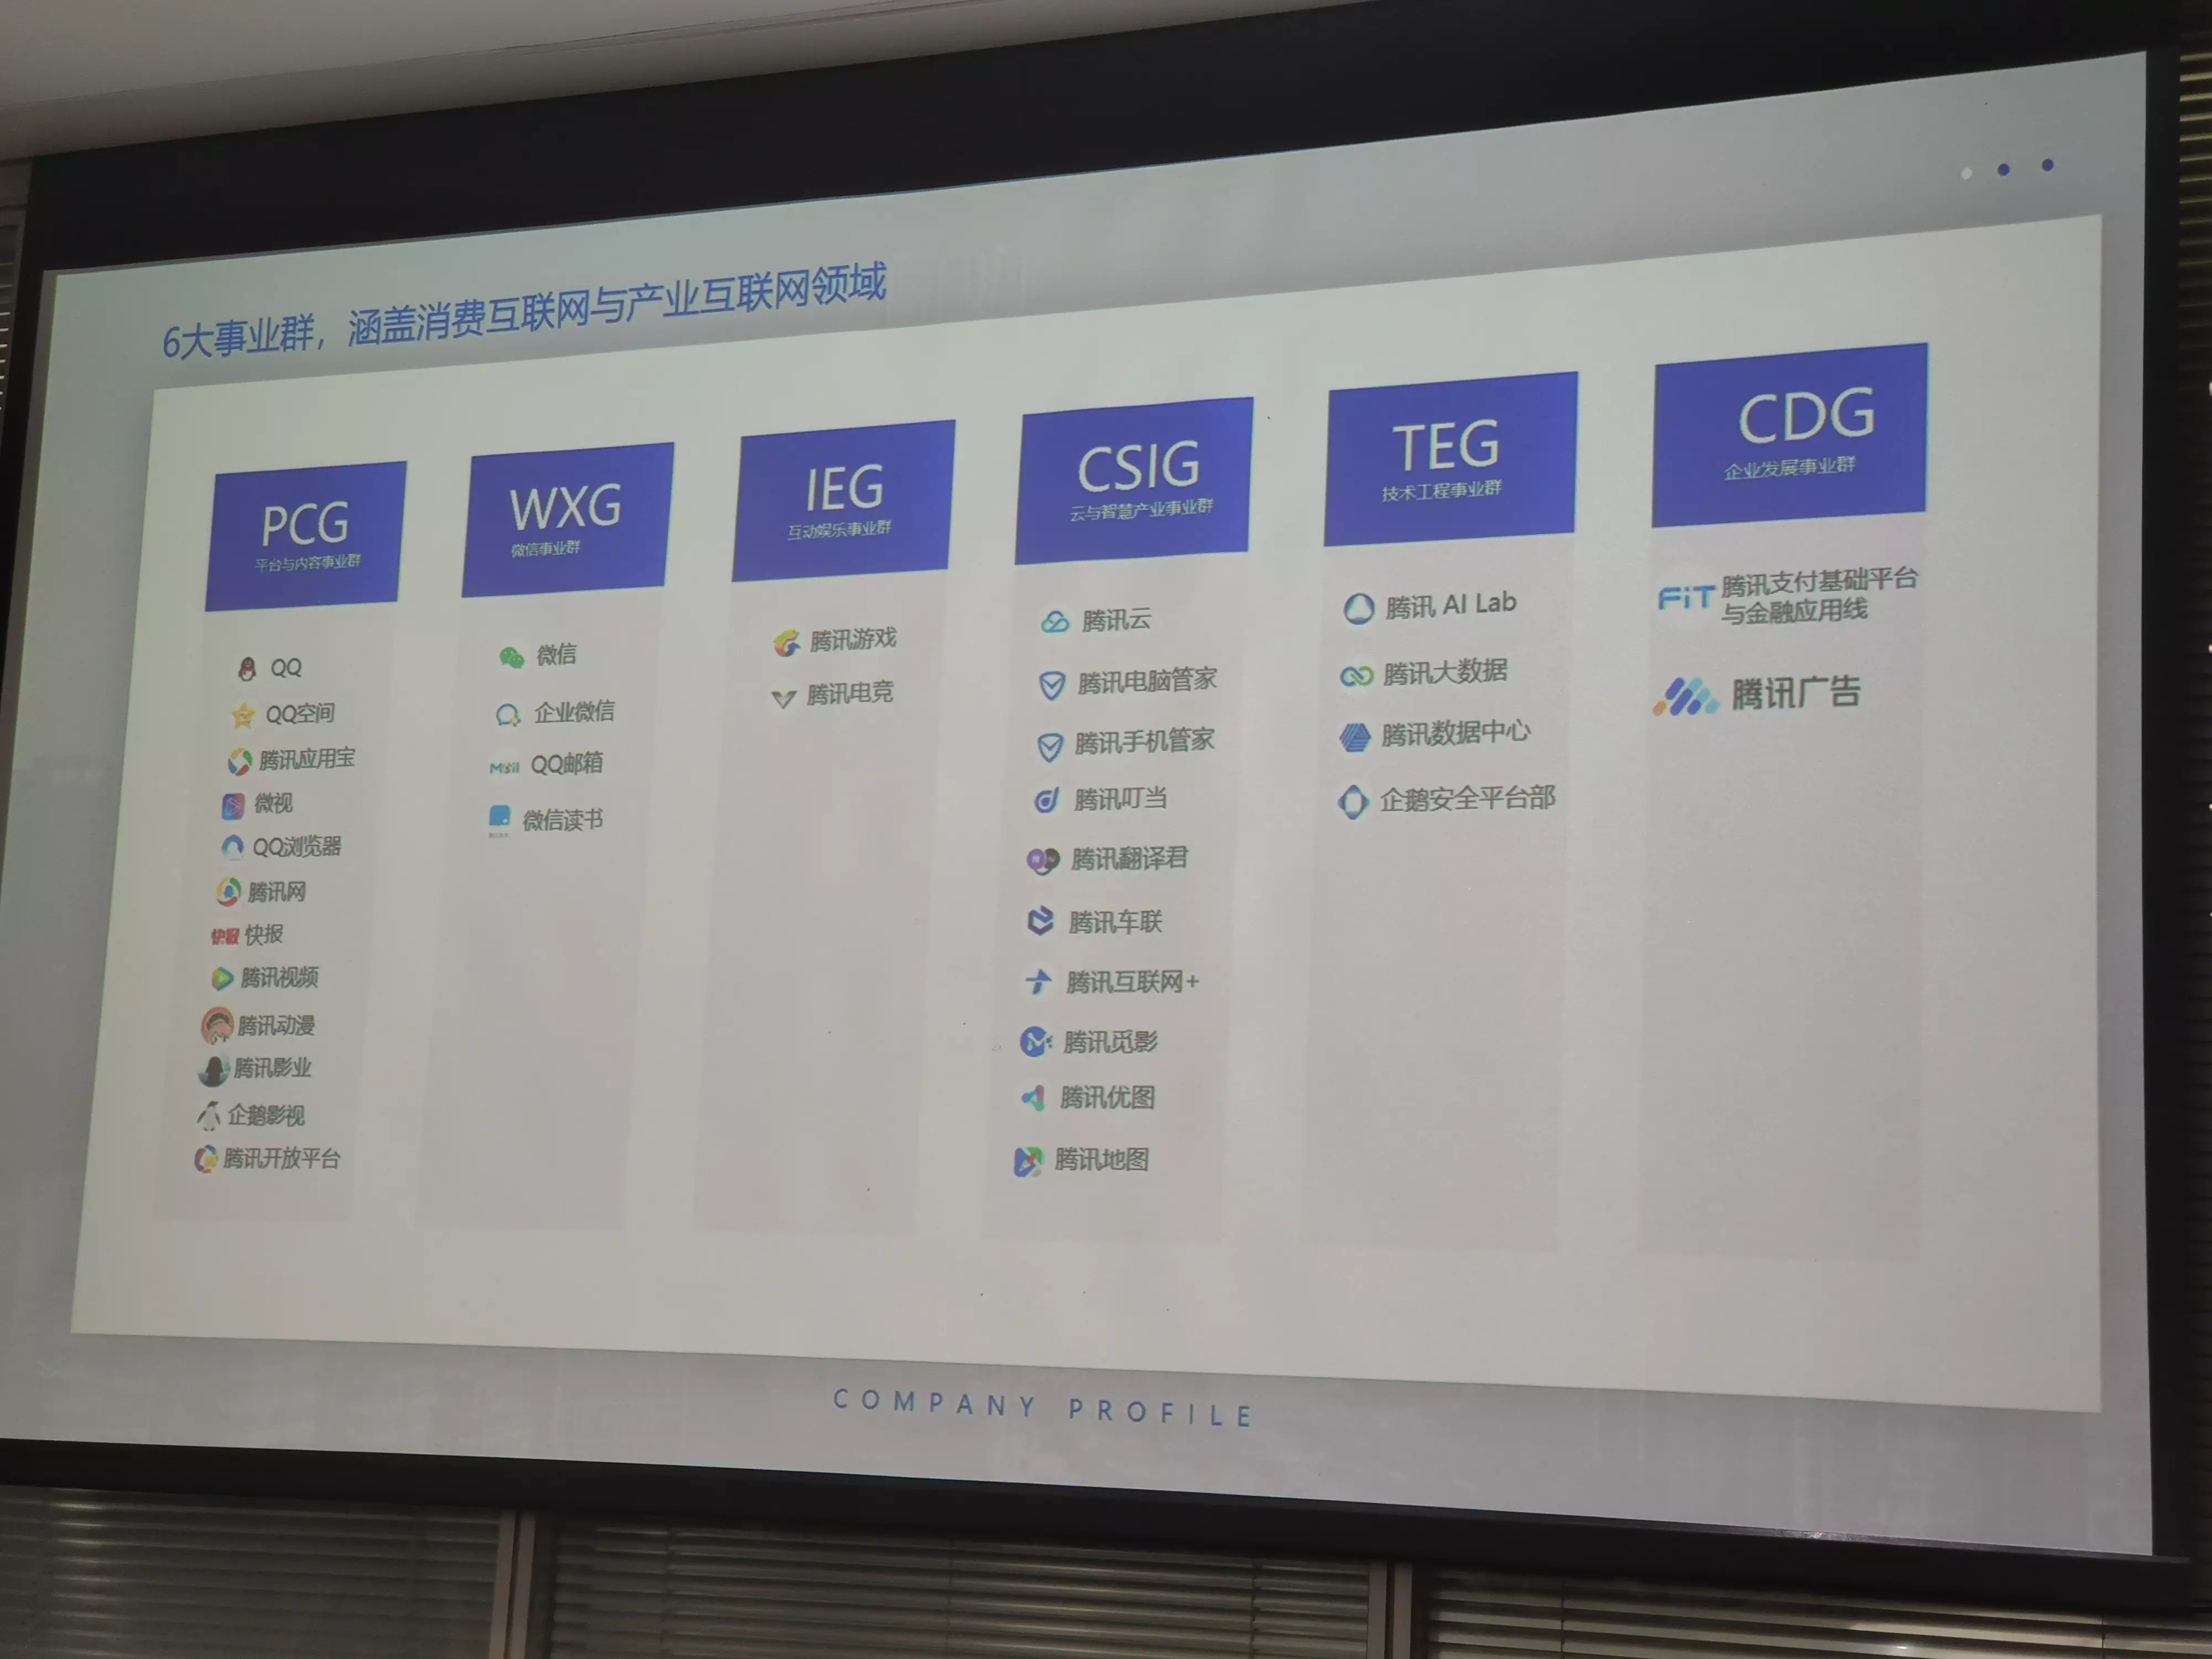 6大事业群，涵盖消费互联网与产业互联网领域
PCG
平台与内容事业群
QQ
QQ空间
腾讯应用宝
微视
QQ浏览器
腾讯网
快报 快报
腾讯视频
腾讯动漫
腾讯影业
企鹅影视
腾讯开放平台
WXG
微信事业群
微信
企业微信
Mail QQ邮箱
微信读书
IEG
互动娱乐事业群
腾讯游戏
腾讯电竞
CSIG
云与智慧产业事业群
腾讯云
腾讯电脑管家
腾讯手机管家
腾讯叮当
腾讯翻译君
腾讯车联
腾讯互联网+
腾讯觅影
腾讯优图
腾讯地图
TEG
技术工程事业群
腾讯 AI Lab
腾讯大数据
腾讯数据中心
企鹅安全平台部
CDG
企业发展事业群
FiT 腾讯支付基础平台
与金融应用线
腾讯广告
COMPANY PROFILE